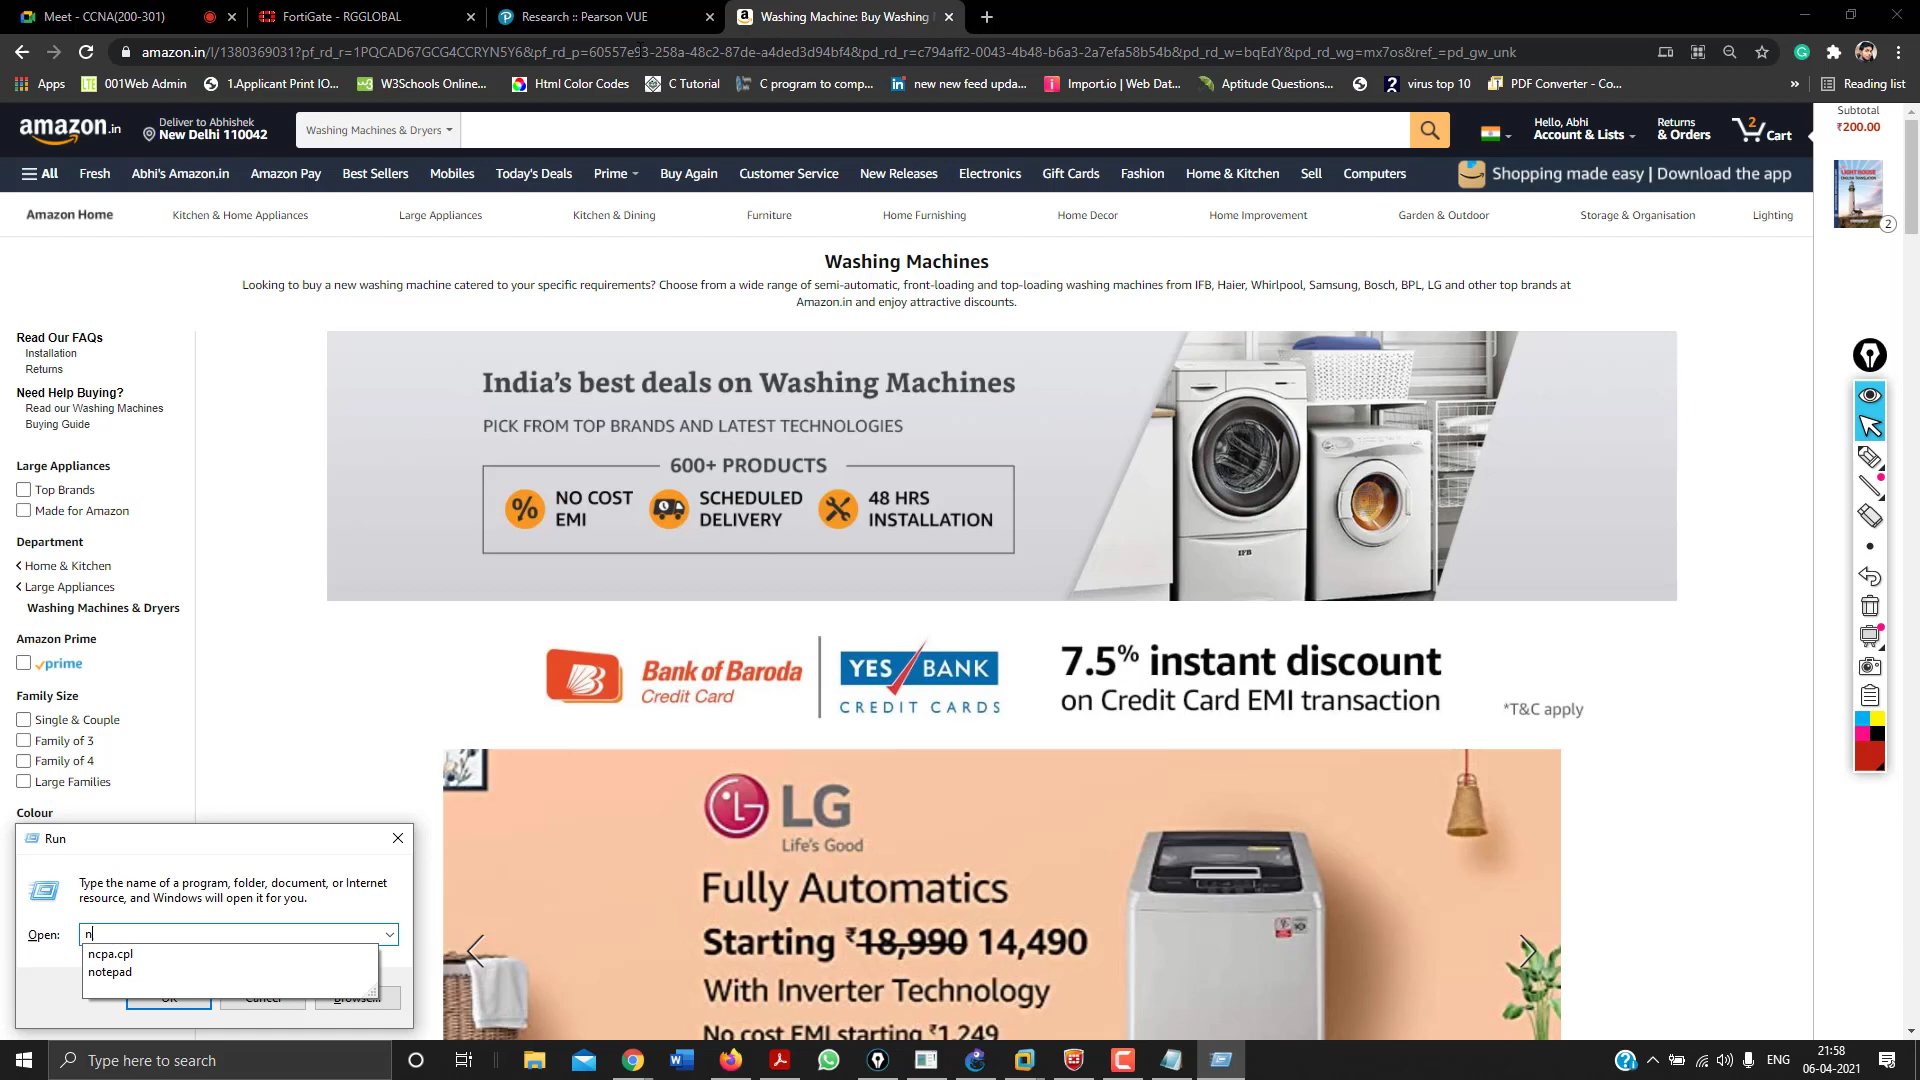 Meet - CCNA(200-301)
FortiGate - RGGLOBAL
Research :: Pearson VUE
Washing Machine: Buy Washing
amazon.in/l/1380369031?pf_rd_r=1PQCAD67GCG4CCRYN5Y6&pf_rd_p=60557e93-258a-48c2-87de-a4ded3d94bf4&pd_rd_r=c794aff2-0043-4b48-b6a3-2a7efa58b54b&pd_rd_w=bqEdY&pd_rd_wg=mx7os&ref_=pd_gw_unk
Apps
001Web Admin
1.Applicant Print IO...
W3Schools Online...
Html Color Codes
C Tutorial
C program to comp...
new new feed upda...
Import.io | Web Dat...
Aptitude Questions...
virus top 10
PDF Converter - Co...
»
Reading list
amazon.in
Deliver to Abhishek
New Delhi 110042
Washing Machines & Dryers
Hello, Abhi
Account & Lists
Returns
& Orders
2
Cart
Subtotal
₹200.00
All
Fresh
Abhi's Amazon.in
Amazon Pay
Best Sellers
Mobiles
Today's Deals
Prime
Buy Again
Customer Service
New Releases
Electronics
Gift Cards
Fashion
Home & Kitchen
Sell
Computers
Shopping made easy | Download the app
LIGHT HOUSE
2
Amazon Home
Kitchen & Home Appliances
Large Appliances
Kitchen & Dining
Furniture
Home Furnishing
Home Decor
Home Improvement
Garden & Outdoor
Storage & Organisation
Lighting
Washing Machines
Looking to buy a new washing machine catered to your specific requirements? Choose from a wide range of semi-automatic, front-loading and top-loading washing machines from IFB, Haier, Whirlpool, Samsung, Bosch, BPL, LG and other top brands at
Amazon.in and enjoy attractive discounts.
Read Our FAQs
Installation
Returns
Need Help Buying?
Read our Washing Machines
Buying Guide
Large Appliances
Top Brands
Made for Amazon
Department
Home & Kitchen
Large Appliances
Washing Machines & Dryers
Amazon Prime
prime
Family Size
Single & Couple
Family of 3
Family of 4
Large Families
Colour
India's best deals on Washing Machines
PICK FROM TOP BRANDS AND LATEST TECHNOLOGIES
600+ PRODUCTS
NO COST
EMI
SCHEDULED
DELIVERY
48 HRS
INSTALLATION
IFB
Bank of Baroda
Credit Card
YES BANK
CREDIT CARDS
7.5% instant discount
on Credit Card EMI transaction
*T&C apply
LG
Life's Good
Fully Automatics
Starting ₹18,990 14,490
With Inverter Technology
No cost EMI starting ₹1,249
Run
Type the name of a program, folder, document, or Internet
resource, and Windows will open it for you.
Open:
n
ncpa.cpl
notepad
OK
Cancel
Browse...
Type here to search
ENG
21:58
06-04-2021